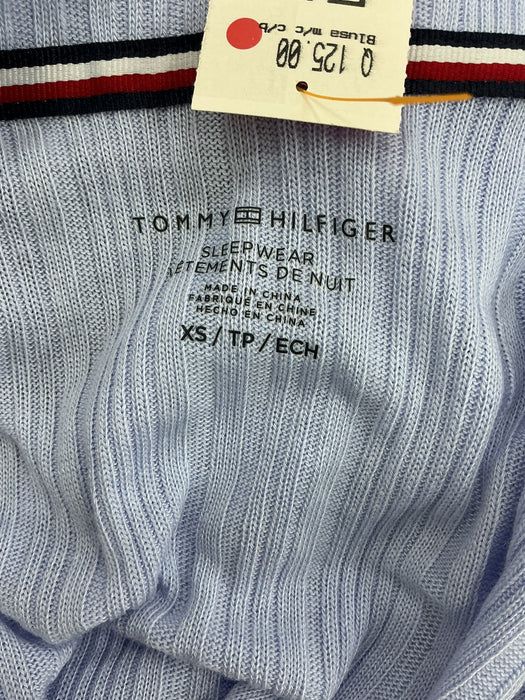 Blusa m/c c/b
Q 125.00
TOMMY HILFIGER
SLEEPWEAR
VÊTEMENTS DE NUIT
MADE IN CHINA
FABRIQUÉ EN CHINE
HECHO EN CHINA
XS / TP / ECH